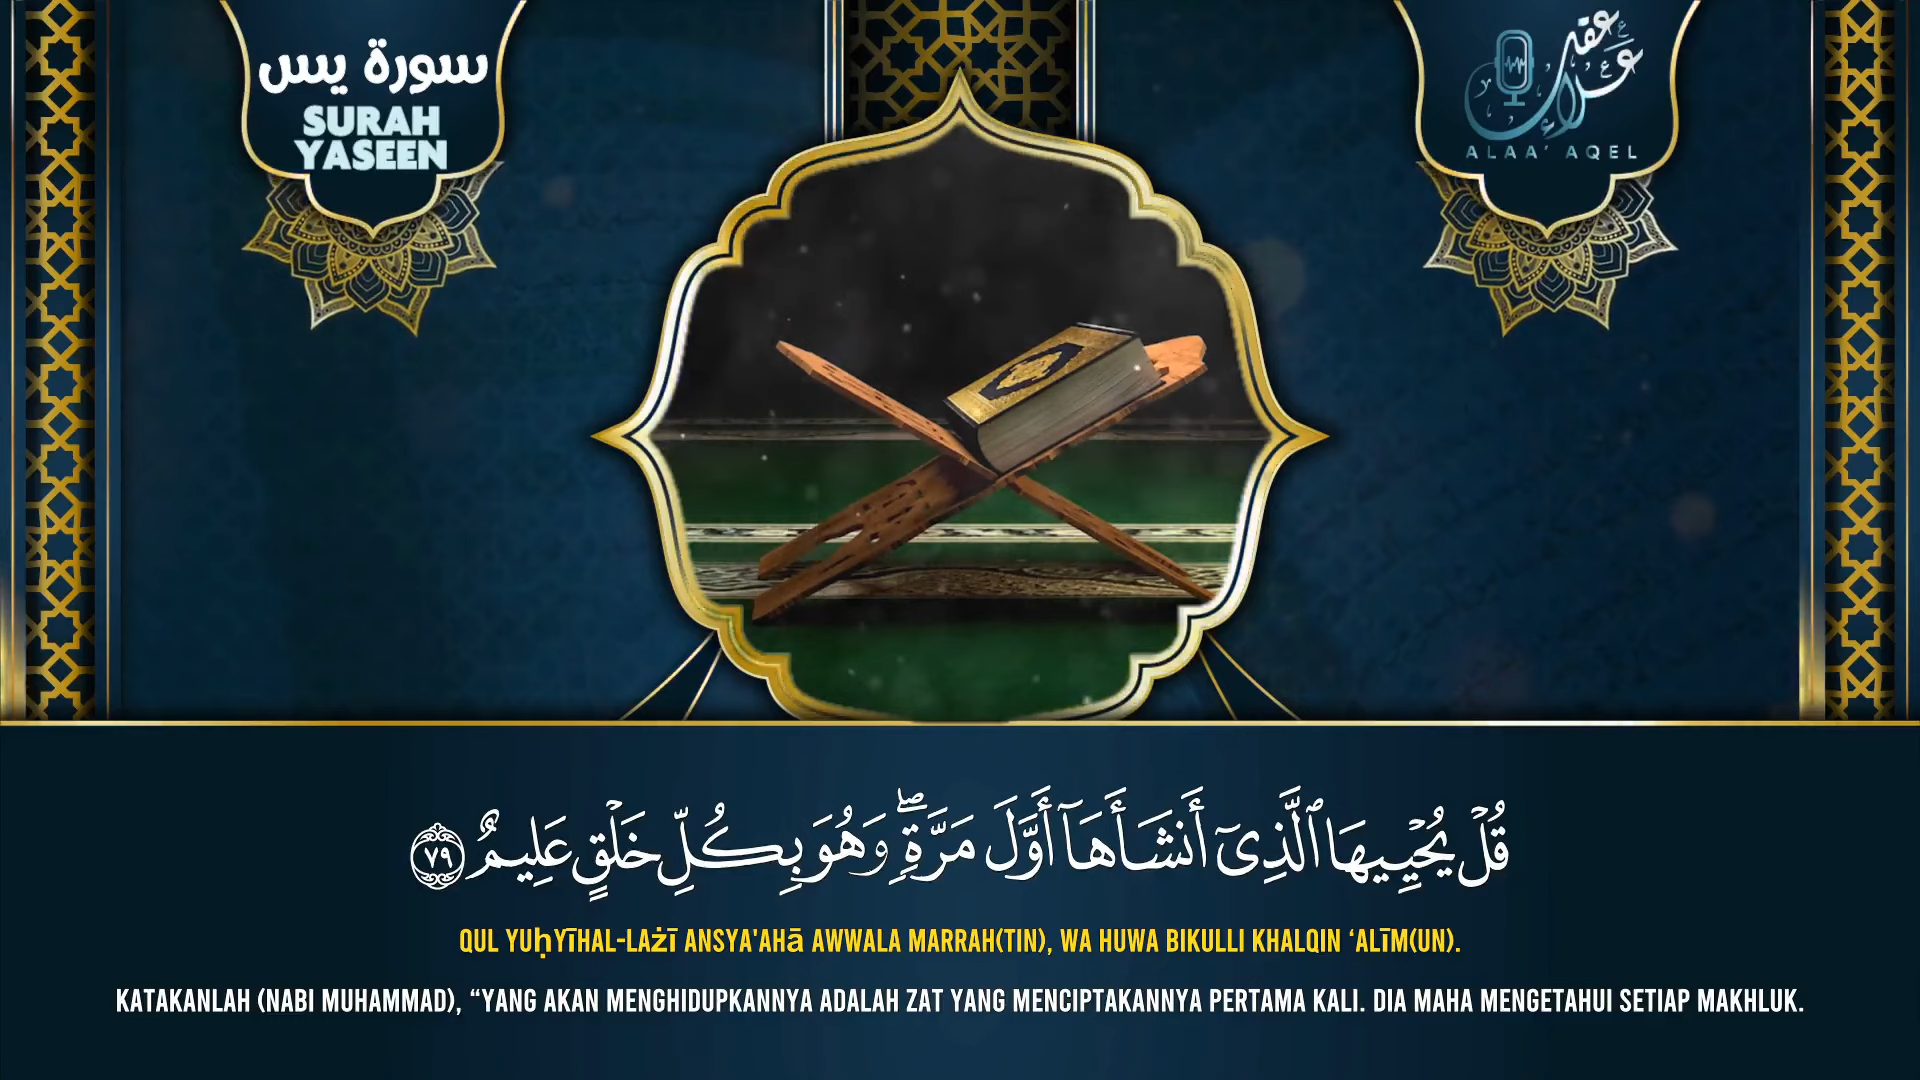 سورة يس
SURAH
YASEEN
علاء عقل
ALAA' AQEL
قُلْ يُحْيِيهَا ٱلَّذِىٓ أَنشَأَهَآ أَوَّلَ مَرَّةٍۢ ۖ وَهُوَ بِكُلِّ خَلْقٍ عَلِيمٌ ٧٩
QUL YUḥYīHAL-LAżī ANSYA'AHā AWWALA MARRAH(TIN), WA HUWA BIKULLI KHALQIN ‘ALīM(UN).
KATAKANLAH (NABI MUHAMMAD), “YANG AKAN MENGHIDUPKANNYA ADALAH ZAT YANG MENCIPTAKANNYA PERTAMA KALI. DIA MAHA MENGETAHUI SETIAP MAKHLUK.